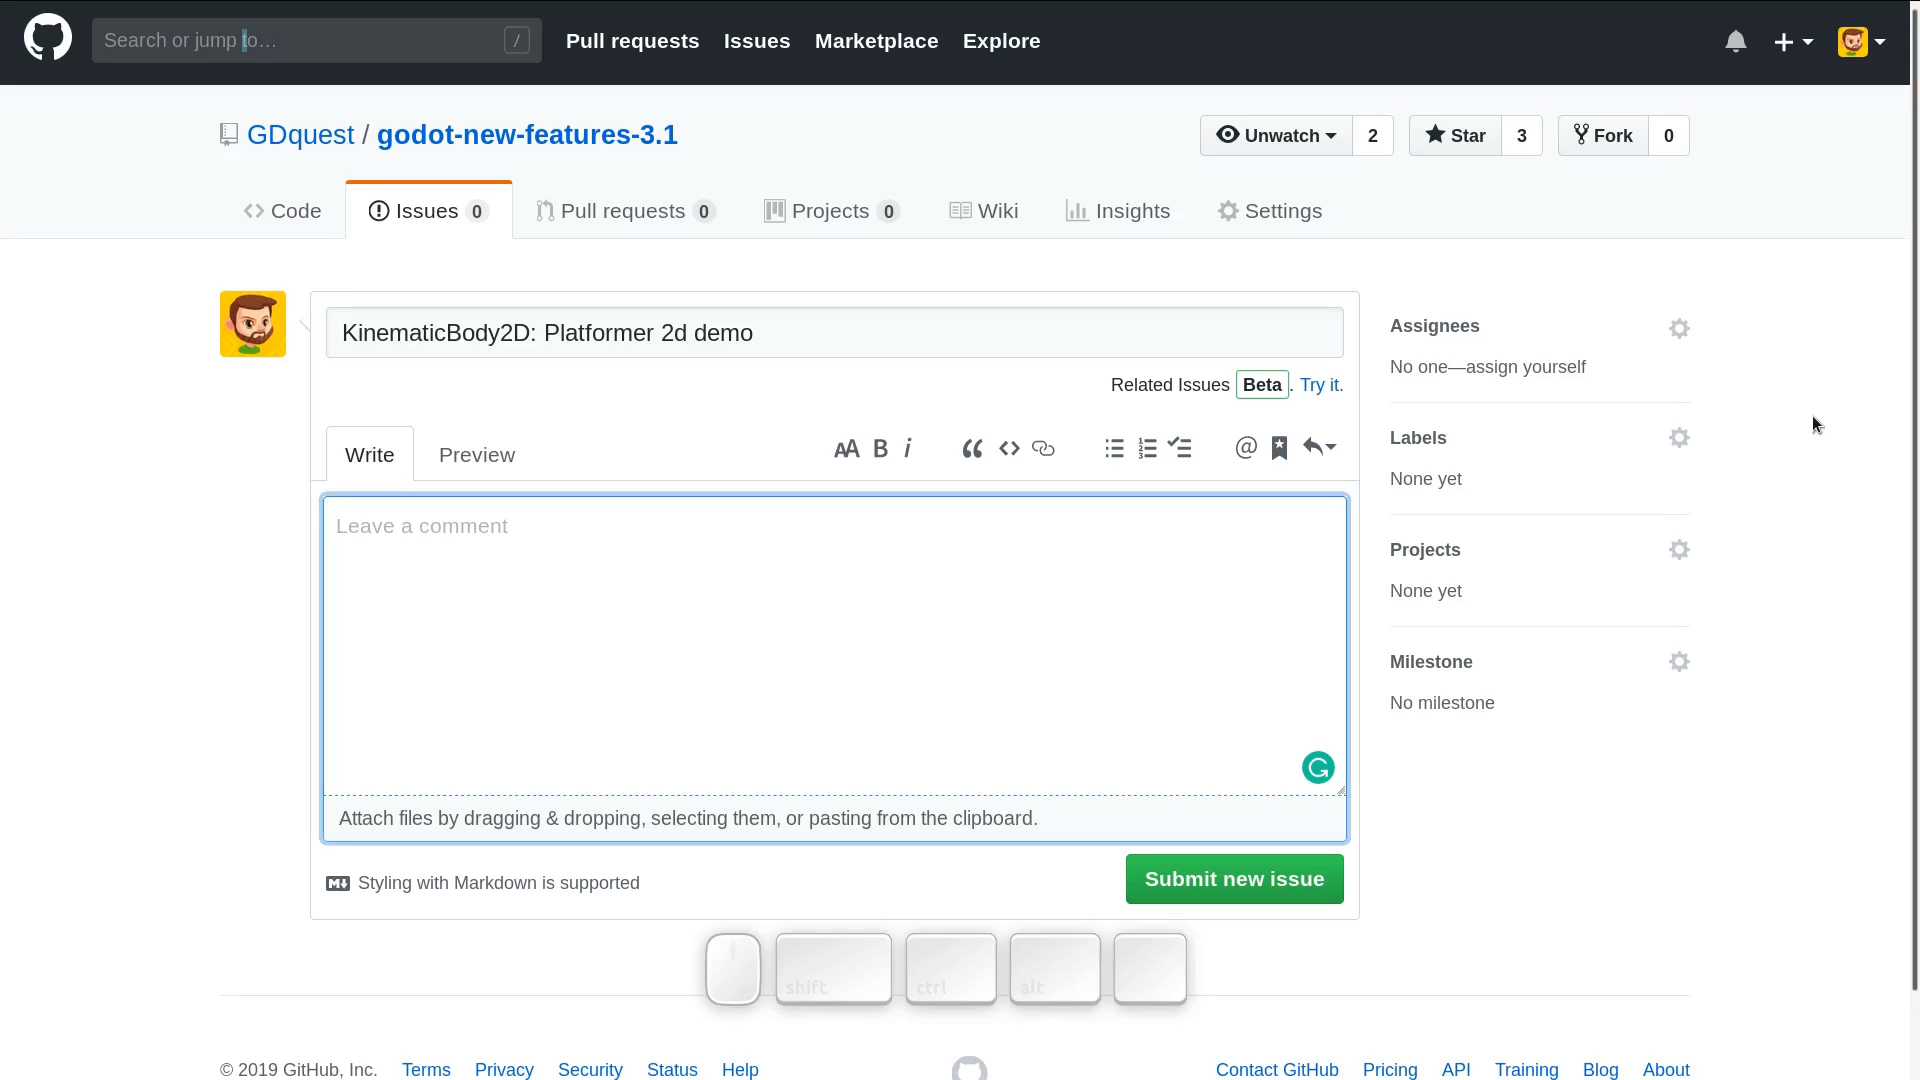 Search or jump to… /
Pull requests Issues Marketplace Explore
GDquest / godot-new-features-3.1
Unwatch 2 Star 3 Fork 0
Code Issues 0 Pull requests 0 Projects 0 Wiki Insights Settings
KinematicBody2D: Platformer 2d demo
Related Issues Beta. Try it.
Write Preview
Leave a comment
Attach files by dragging & dropping, selecting them, or pasting from the clipboard.
Styling with Markdown is supported
Submit new issue
Assignees
No one—assign yourself
Labels
None yet
Projects
None yet
Milestone
No milestone
shift ctrl alt
© 2019 GitHub, Inc. Terms Privacy Security Status Help
Contact GitHub Pricing API Training Blog About